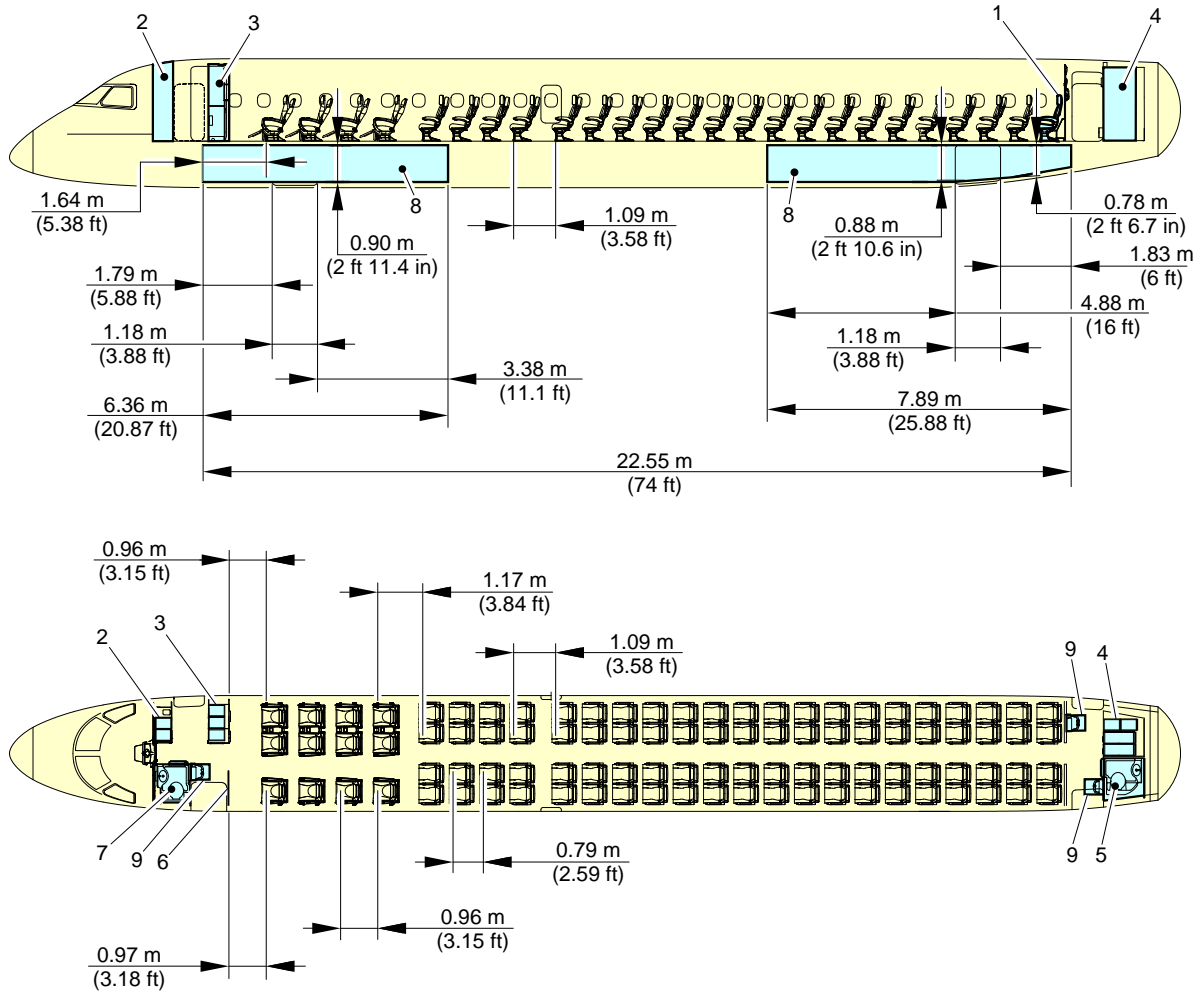 2
3
1
4
1.64 m
(5.38 ft)
8
0.90 m
(2 ft 11.4 in)
1.09 m
(3.58 ft)
8
0.88 m
(2 ft 10.6 in)
0.78 m
(2 ft 6.7 in)
1.79 m
(5.88 ft)
1.83 m
(6 ft)
1.18 m
(3.88 ft)
4.88 m
(16 ft)
1.18 m
(3.88 ft)
3.38 m
(11.1 ft)
6.36 m
(20.87 ft)
7.89 m
(25.88 ft)
22.55 m
(74 ft)
0.96 m
(3.15 ft)
1.17 m
(3.84 ft)
2
3
1.09 m
(3.58 ft)
9
4
7
9
6
9
5
0.79 m
(2.59 ft)
0.96 m
(3.15 ft)
0.97 m
(3.18 ft)